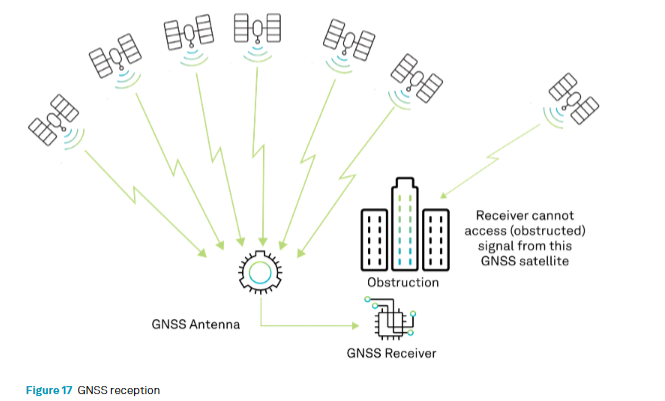 Receiver cannot
access (obstructed)
signal from this
GNSS satellite
Obstruction
GNSS Antenna
GNSS Receiver
Figure 17 GNSS reception